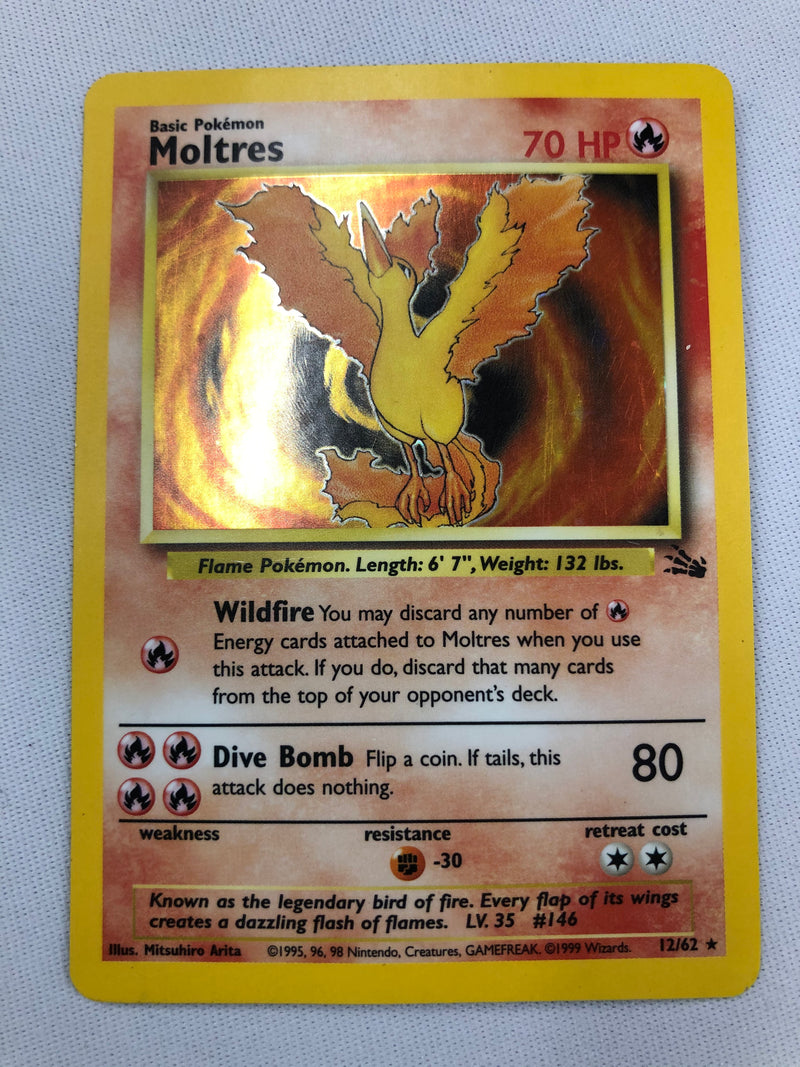 Basic Pokémon
Moltres
70 HP
Flame Pokémon. Length: 6' 7", Weight: 132 lbs.
Wildfire You may discard any number of
Energy cards attached to Moltres when you use
this attack. If you do, discard that many cards
from the top of your opponent's deck.
Dive Bomb Flip a coin. If tails, this
attack does nothing.
80
weakness
resistance
retreat cost
-30
Known as the legendary bird of fire. Every flap of its wings
creates a dazzling flash of flames. LV. 35 #146
Illus. Mitsuhiro Arita ©1995, 96, 98 Nintendo, Creatures, GAMEFREAK. ©1999 Wizards. 12/62 ★